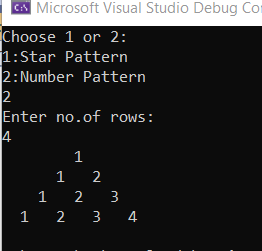 Microsoft Visual Studio Debug Co
Choose 1 or 2:
1:Star Pattern
2:Number Pattern
2
Enter no.of rows:
4
1
1 2
1 2 3
1 2 3 4